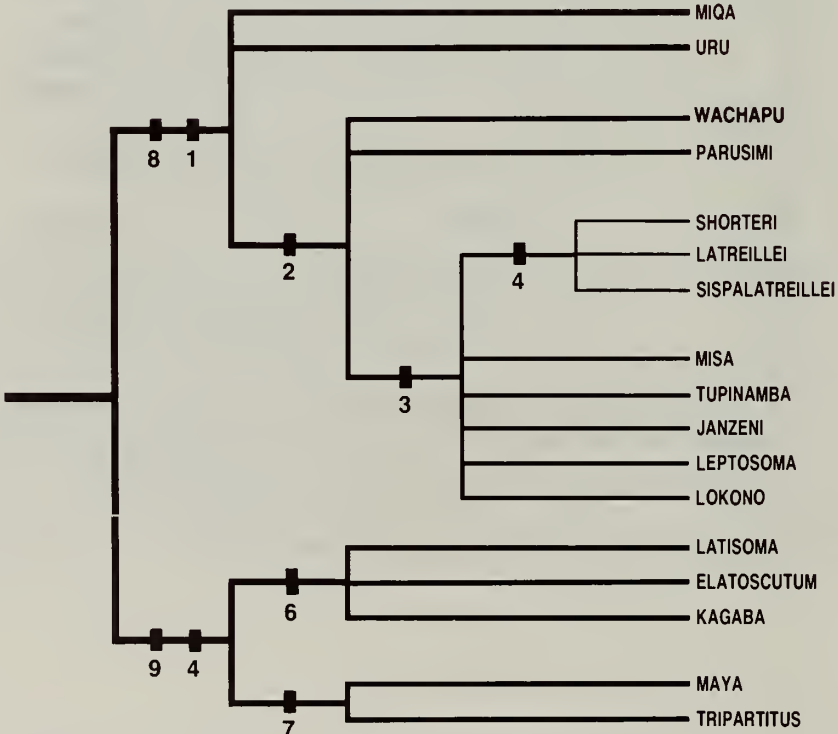 MIQA
URU
WACHAPU
8 1
PARUSIMI
SHORTERI
2
4
LATREILLEI
SISPALATREILLEI
MISA
3
TUPINAMBA
JANZENI
LEPTOSOMA
LOKONO
LATISOMA
ELATOSCUTUM
6
KAGABA
9 4
MAYA
7
TRIPARTITUS